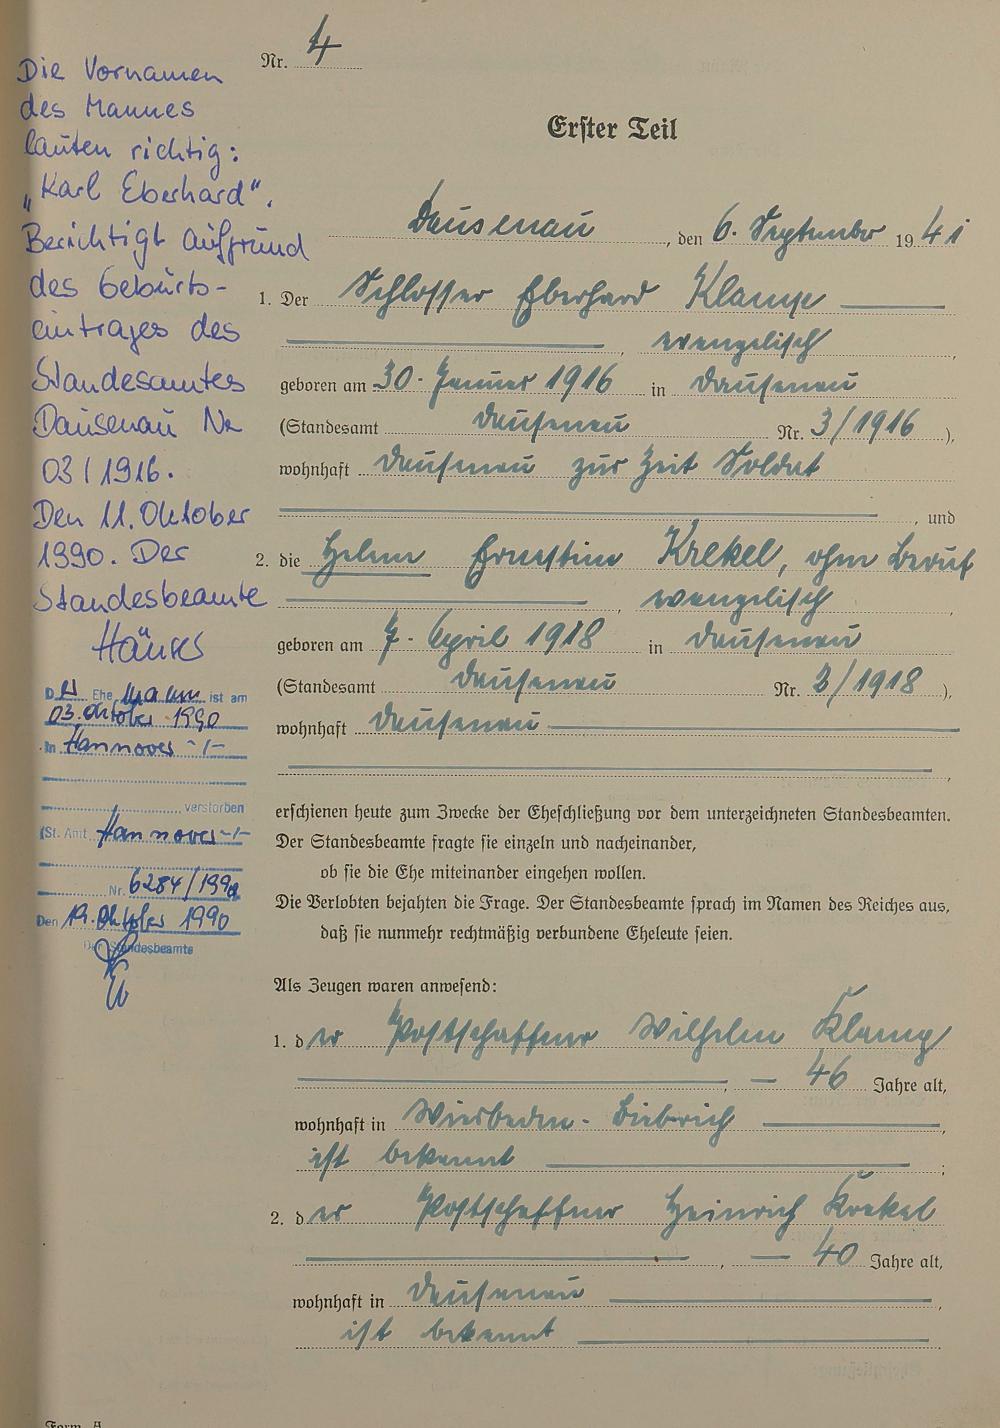 Nr. 4
Erster Teil
Dausenau, den 6. September 1941
1. Der Schlosser Eberhard Klamp
, evangelisch,
geboren am 30. Januar 1916 in Dausenau
(Standesamt Dausenau Nr. 3/1916),
wohnhaft Dausenau zur Zeit Soldat
, und
2. die Helene Ernestine Krekel, ohne Beruf
, evangelisch,
geboren am 7. April 1918 in Dausenau
(Standesamt Dausenau Nr. 3/1918),
wohnhaft Dausenau
,
erschienen heute zum Zwecke der Eheschließung vor dem unterzeichneten Standesbeamten.
Der Standesbeamte fragte sie einzeln und nacheinander,
ob sie die Ehe miteinander eingehen wollen.
Die Verlobten bejahten die Frage. Der Standesbeamte sprach im Namen des Reiches aus,
daß sie nunmehr rechtmäßig verbundene Eheleute seien.
Als Zeugen waren anwesend:
1. der Postschaffner Wilhelm Klamp
, — 46 Jahre alt,
wohnhaft in Wiesbaden-Biebrich,
ist bekannt;
2. der Postschaffner Heinrich Krekel
, — 40 Jahre alt,
wohnhaft in Dausenau,
ist bekannt
Die Vornamen
des Mannes
lauten richtig:
„Karl Eberhard".
Berichtigt aufgrund
des Geburts-
eintrages des
Standesamtes
Dausenau Nr.
03/1916.
Den 11. Oktober
1990. Der
Standesbeamte
Der Ehemann ist am
03. Oktober 1990
in Hannover -/-
verstorben
(St. Amt Hannover -/-
Nr. 6284/1990
Den 19. Oktober 1990
Der Standesbeamte
Form. A